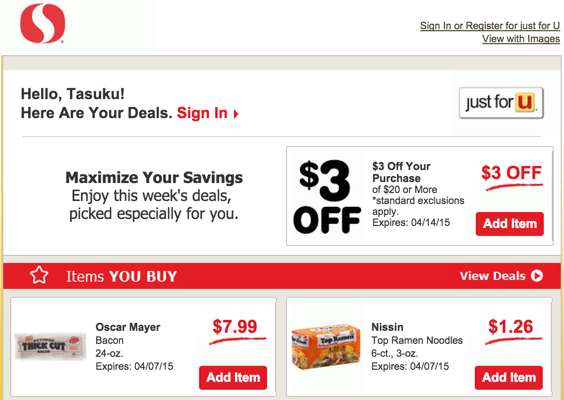 Sign In or Register for just for U
View with Images
Hello, Tasuku!
Here Are Your Deals. Sign In
just for U
Maximize Your Savings
Enjoy this week's deals,
picked especially for you.
$3
OFF
$3 Off Your
Purchase
of $20 or More
*standard exclusions
apply.
Expires: 04/14/15
$3 OFF
Add Item
Items YOU BUY
View Deals
THICK CUT
BACON
Oscar Mayer
Bacon
24-oz.
Expires: 04/07/15
$7.99
Add Item
Top Ramen
Nissin
Top Ramen Noodles
6-ct., 3-oz.
Expires: 04/07/15
$1.26
Add Item